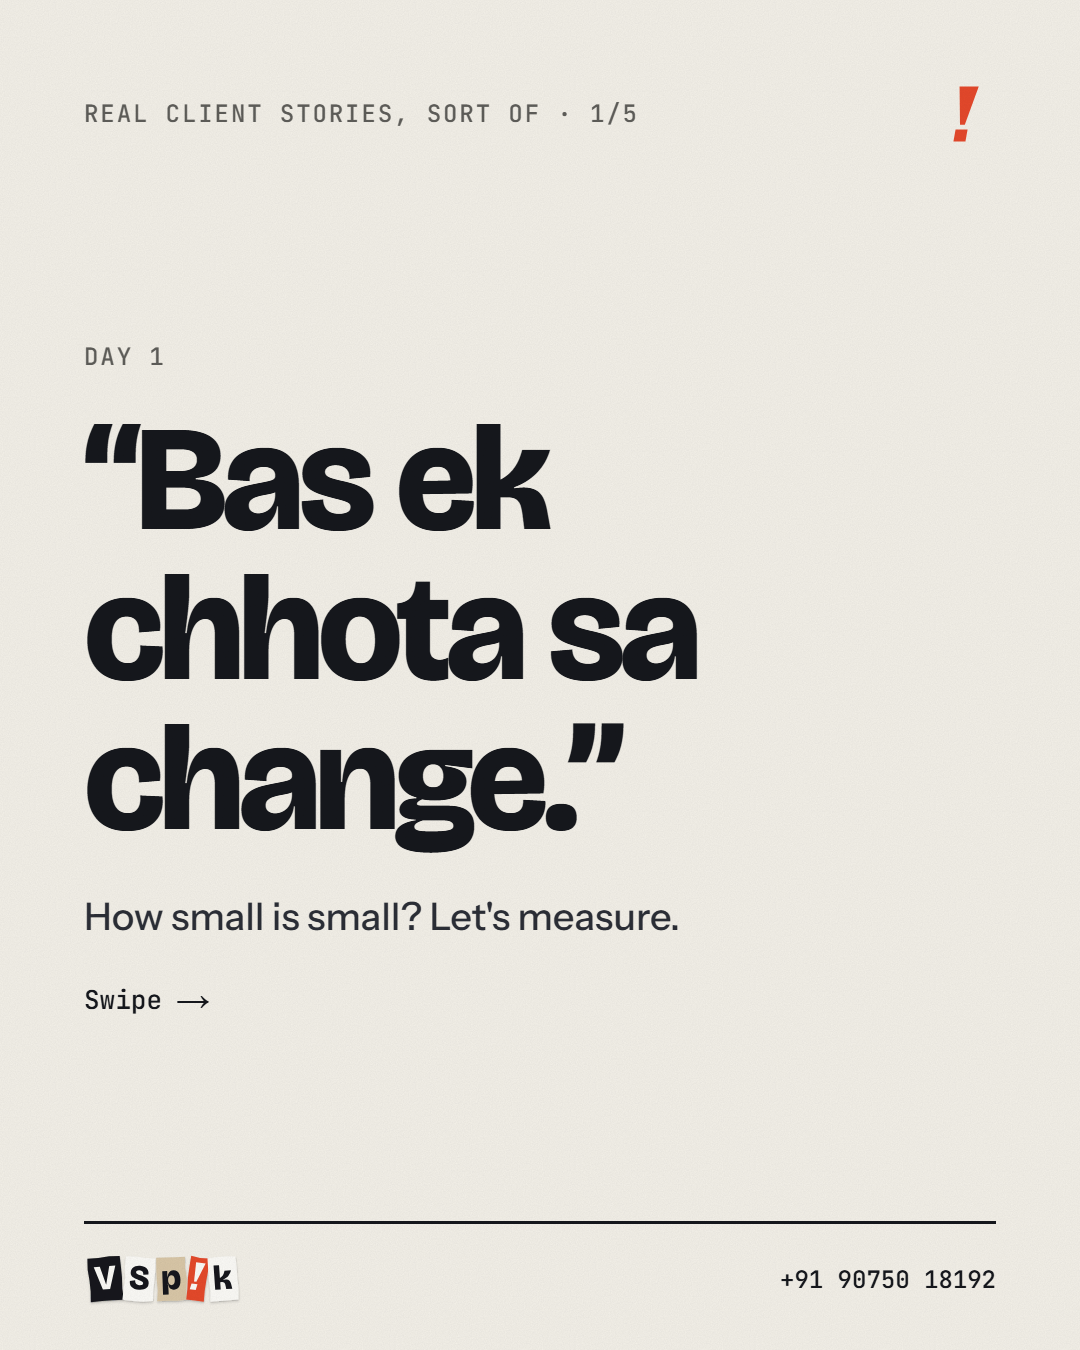 REAL CLIENT STORIES, SORT OF · 1/5
!
DAY 1
“Bas ek
chhota sa
change.”
How small is small? Let's measure.
Swipe →
VSp!k
+91 90750 18192